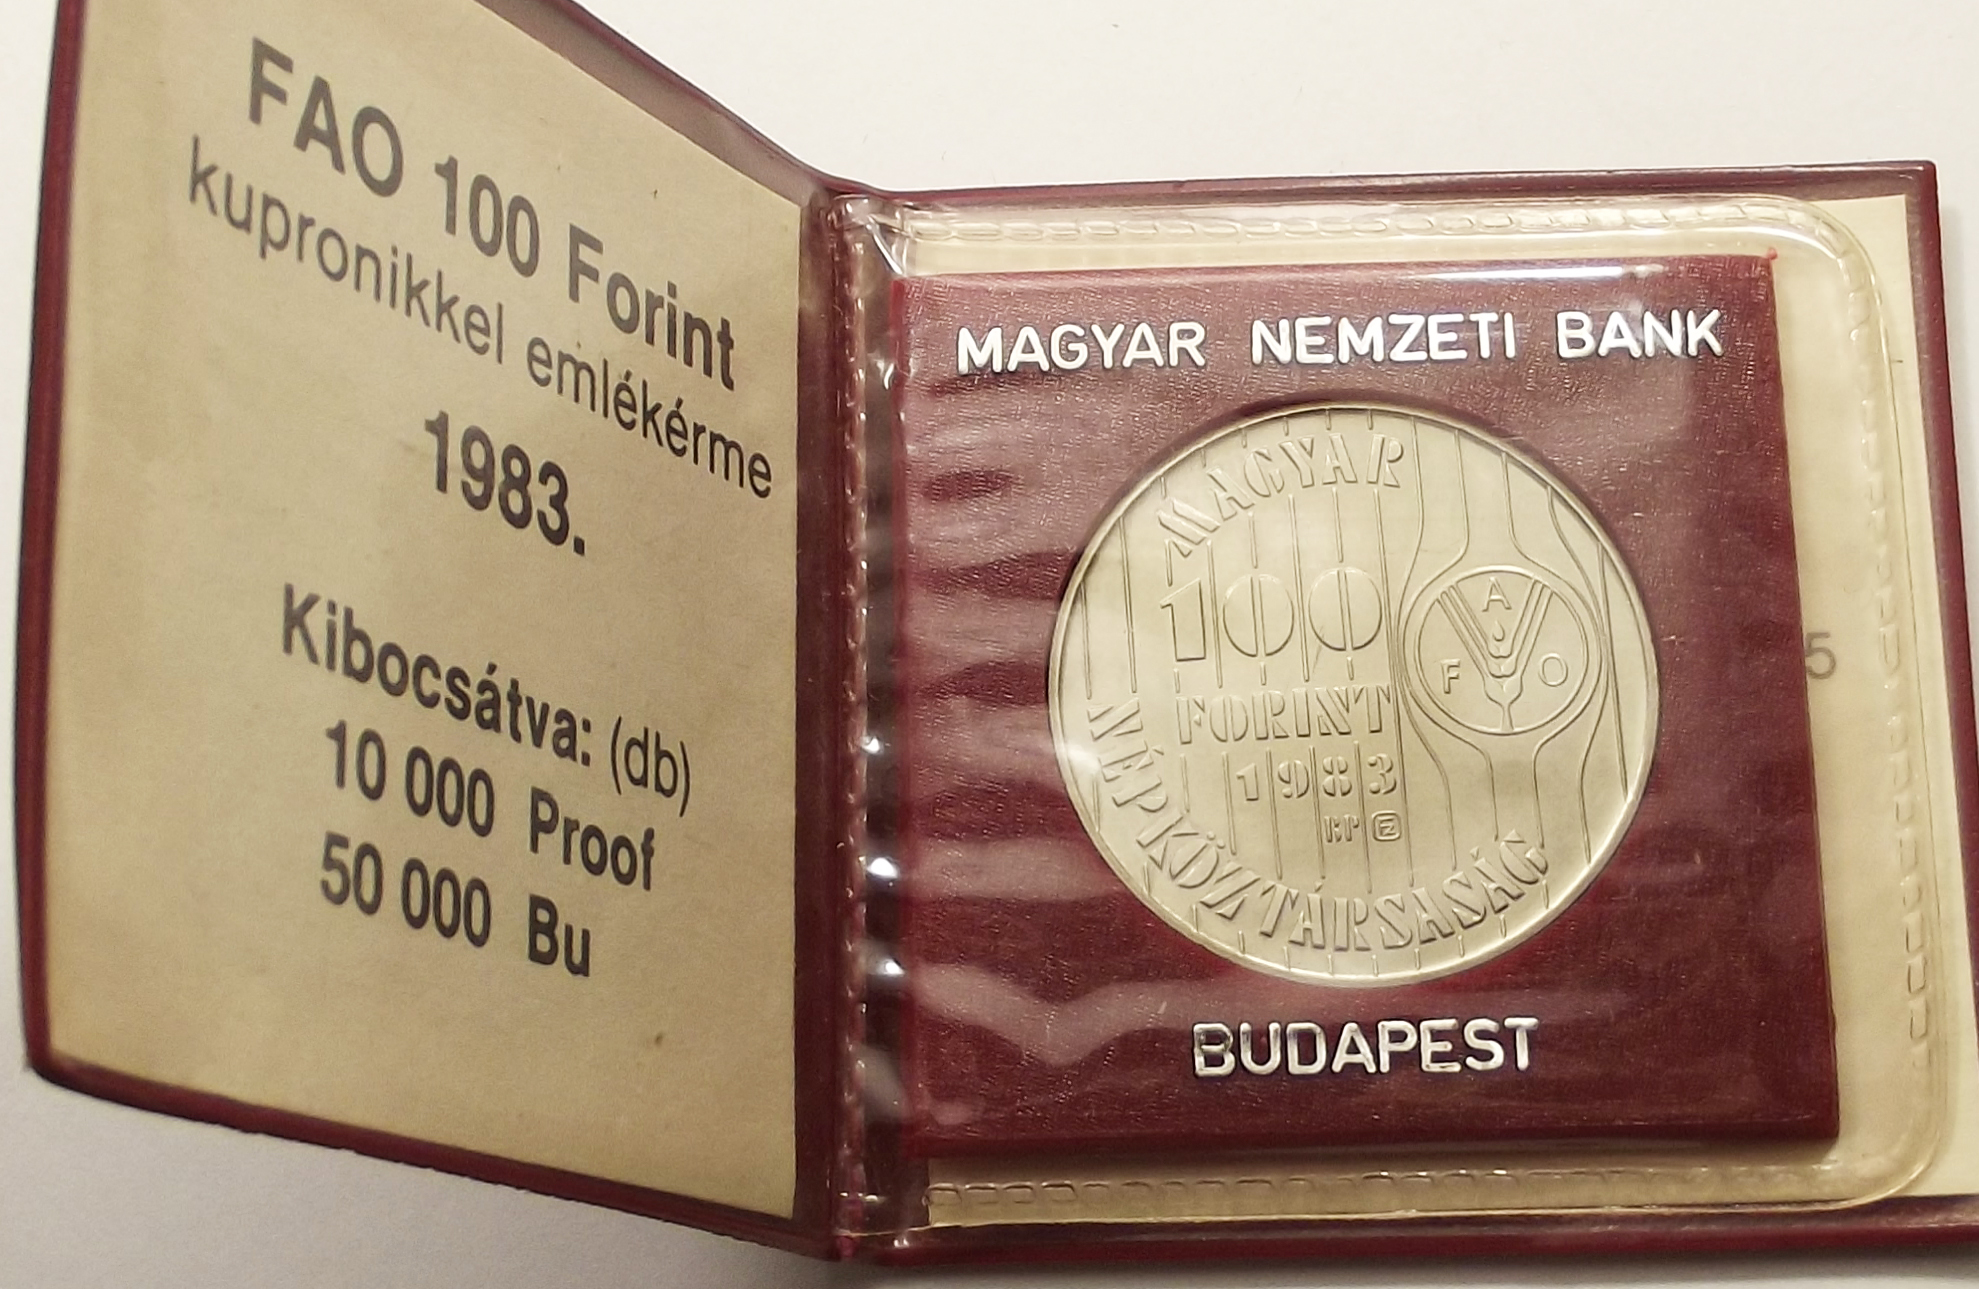 FAO 100 Forint
kupronikkel emlékérme
1983.
Kibocsátva: (db)
10 000 Proof
50 000 Bu
MAGYAR NEMZETI BANK
MAGYAR
100
FORINT
1983
BP
NÉPKÖZTÁRSASÁG
F A O
BUDAPEST
5